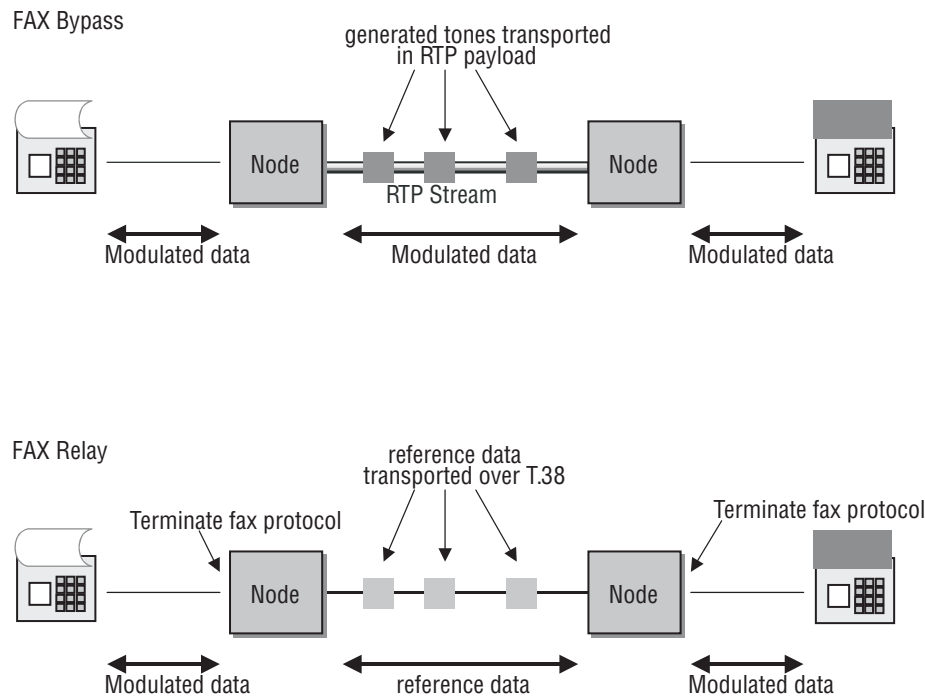 FAX Bypass
generated tones transported
in RTP payload
Node
Node
RTP Stream
Modulated data
Modulated data
Modulated data
FAX Relay
reference data
transported over T.38
Terminate fax protocol
Terminate fax protocol
Node
Node
Modulated data
reference data
Modulated data